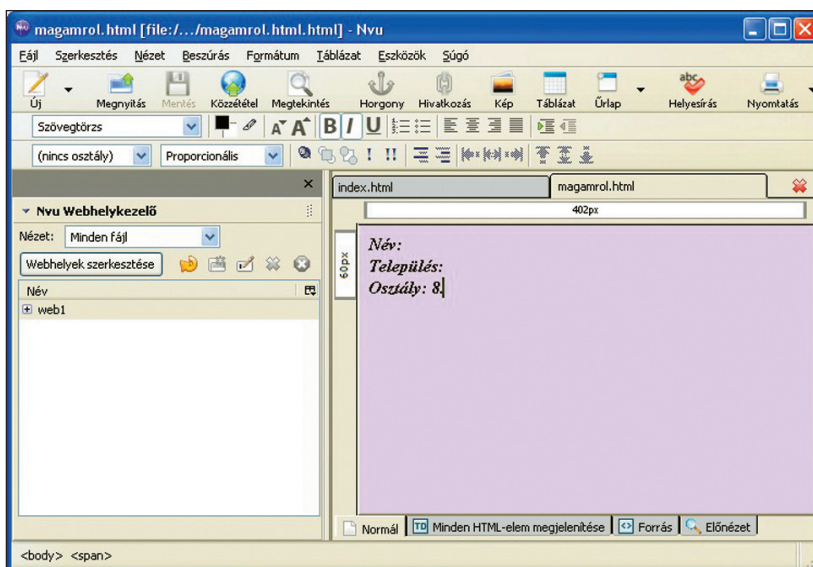 magamrol.html [file:/.../magamrol.html.html] - Nvu
Fájl Szerkesztés Nézet Beszúrás Formátum Táblázat Eszközök Súgó
Új Megnyitás Mentés Közzététel Megtekintés Horgony Hivatkozás Kép Táblázat Űrlap Helyesírás Nyomtatás
Szövegtörzs
(nincs osztály) Proporcionális
index.html magamrol.html
Nvu Webhelykezelő
402px
Nézet: Minden fájl
Webhelyek szerkesztése
Név
web1
60px
Név:
Település:
Osztály: 8.
Normál Minden HTML-elem megjelenítése Forrás Előnézet
<body> <span>